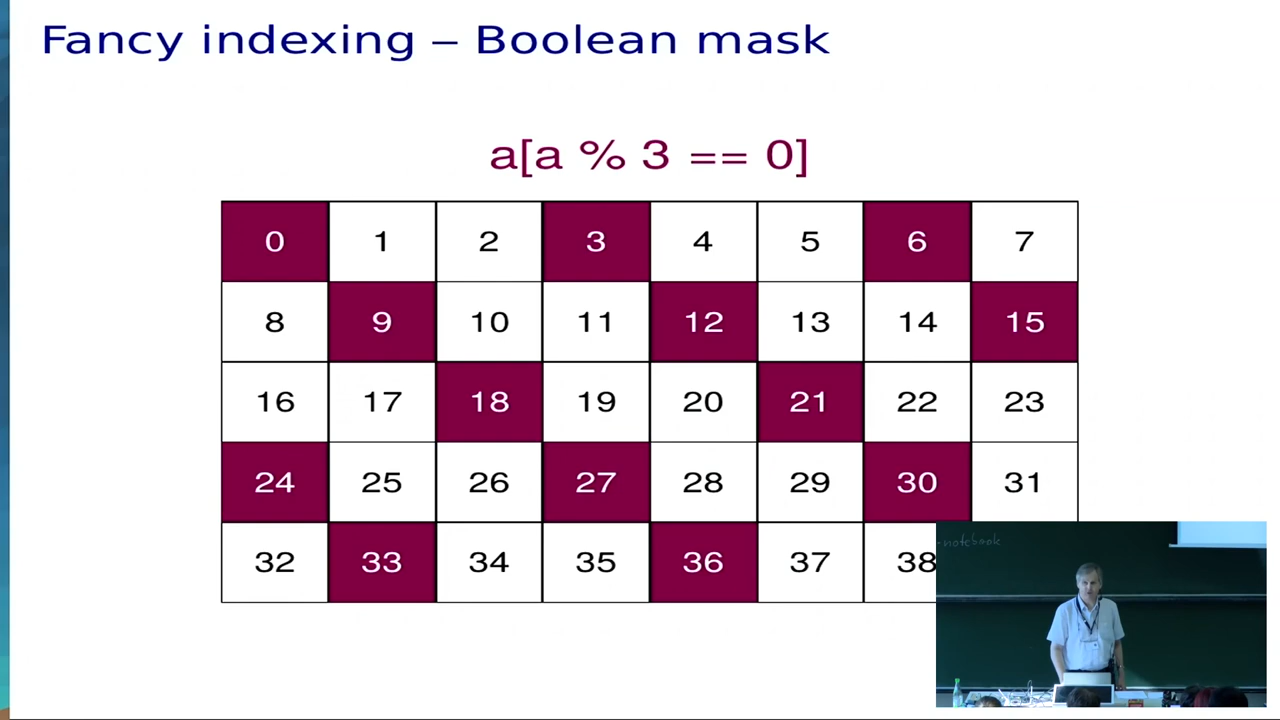 Fancy indexing – Boolean mask
a[a % 3 == 0]
0 1 2 3 4 5 6 7
8 9 10 11 12 13 14 15
16 17 18 19 20 21 22 23
24 25 26 27 28 29 30 31
32 33 34 35 36 37 38
-notebook